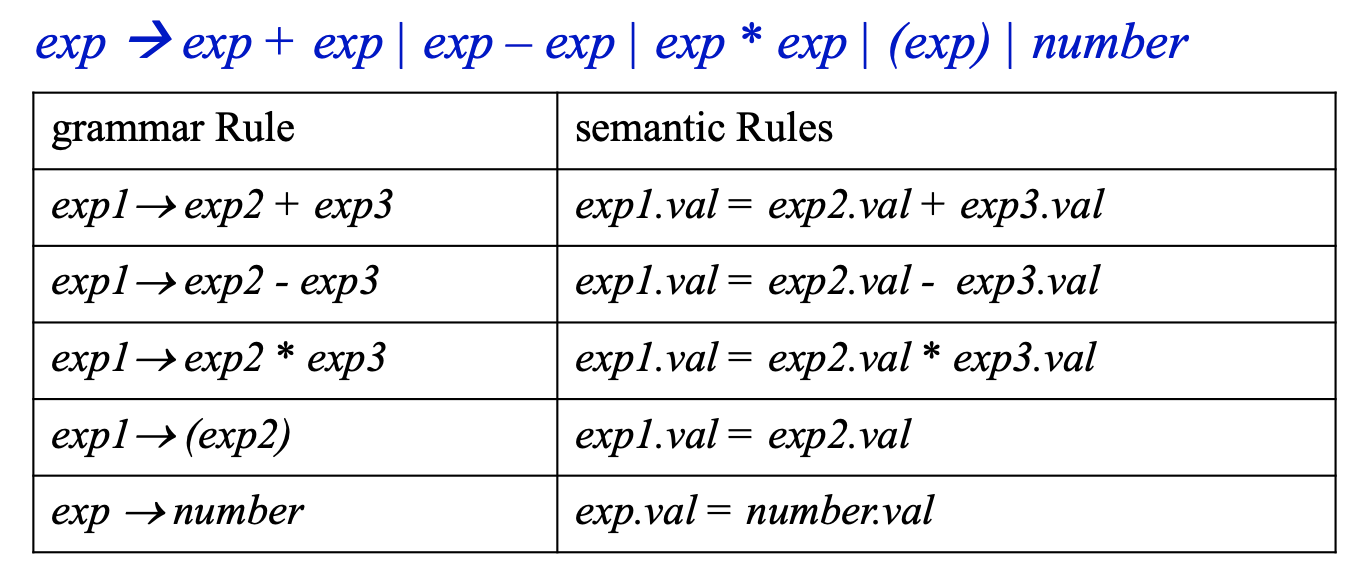 exp → exp + exp | exp – exp | exp * exp | (exp) | number
grammar Rule semantic Rules
exp1→exp2 + exp3 exp1.val = exp2.val + exp3.val
exp1→exp2 - exp3 exp1.val = exp2.val - exp3.val
exp1→exp2 * exp3 exp1.val = exp2.val * exp3.val
exp1→(exp2) exp1.val = exp2.val
exp →number exp.val = number.val